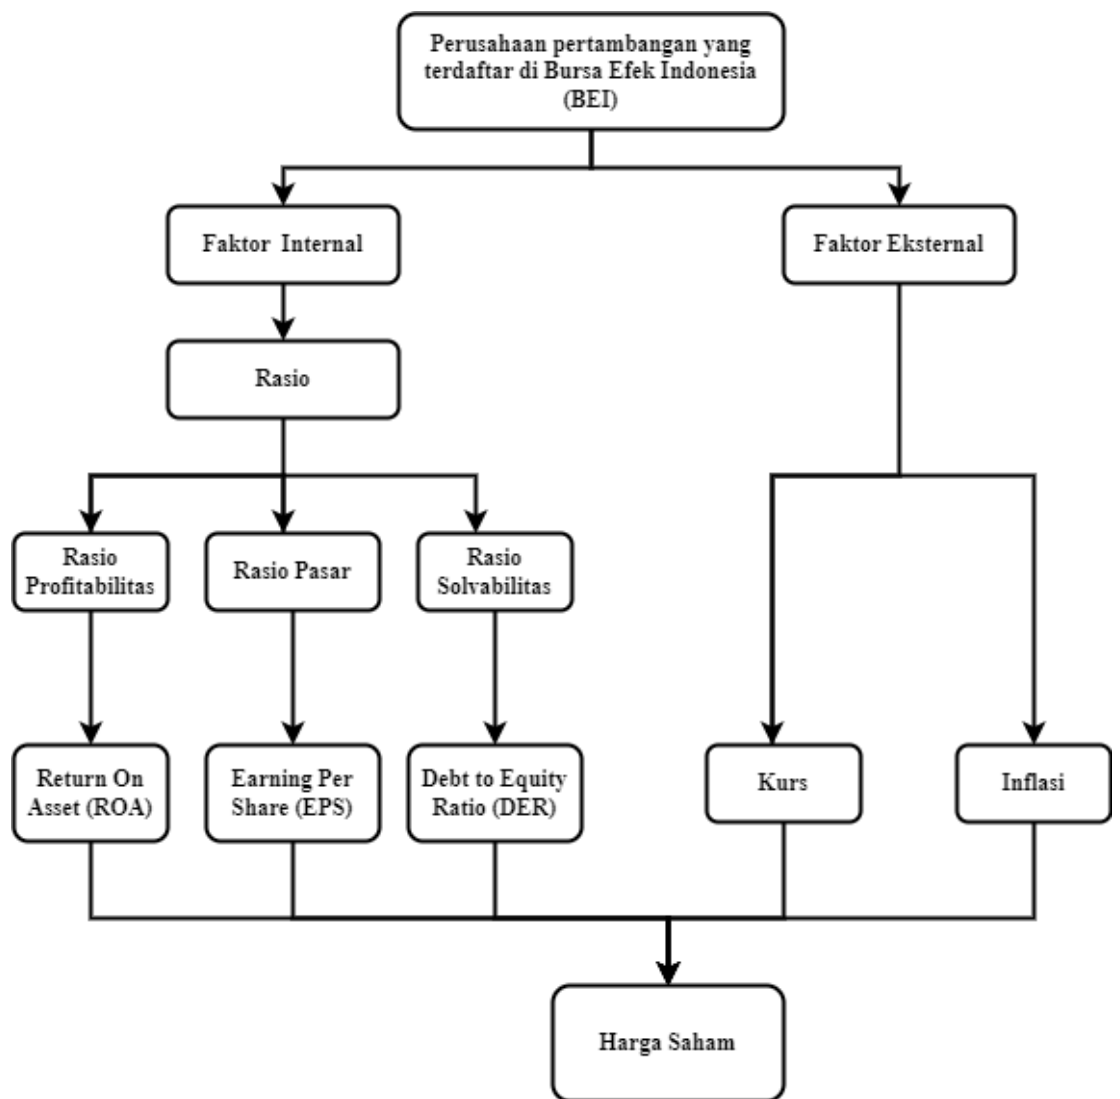 Perusahaan pertambangan yang
terdaftar di Bursa Efek Indonesia
(BEI)
Faktor Internal
Faktor Eksternal
Rasio
Rasio
Profitabilitas
Rasio Pasar
Rasio
Solvabilitas
Return On
Asset (ROA)
Earning Per
Share (EPS)
Debt to Equity
Ratio (DER)
Kurs
Inflasi
Harga Saham